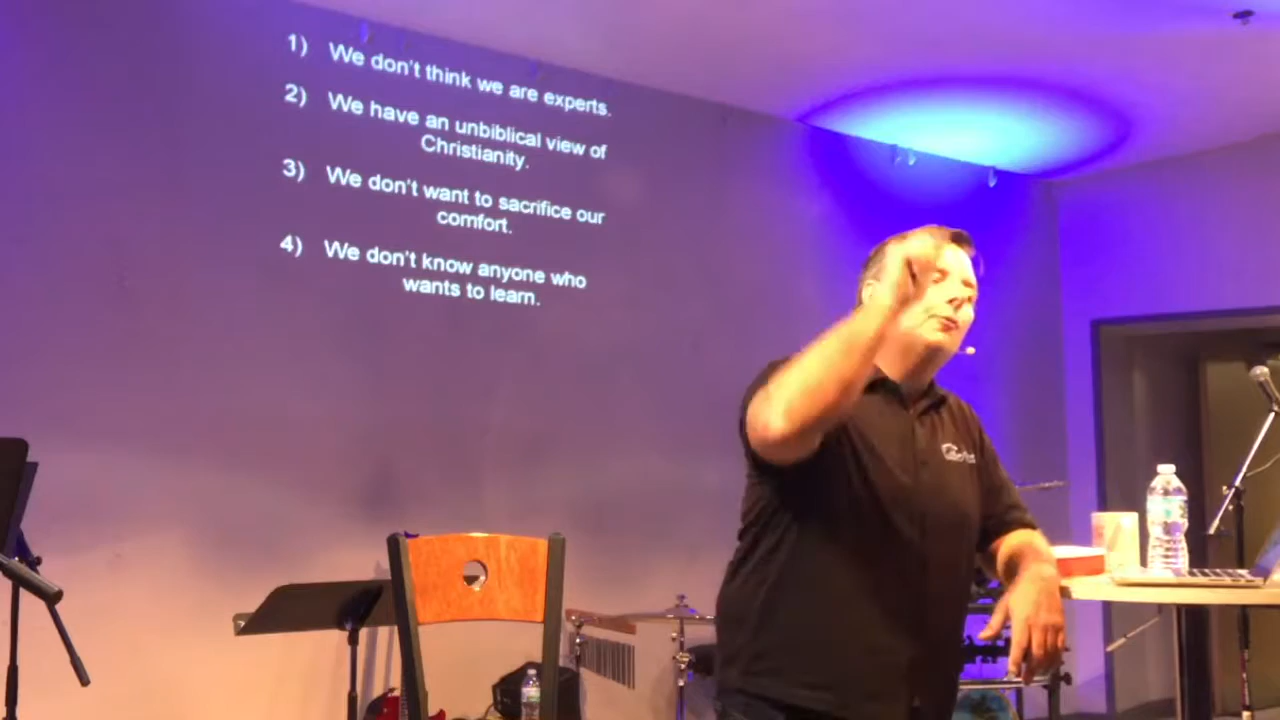 1) We don't think we are experts.
2) We have an unbiblical view of
Christianity.
3) We don't want to sacrifice our
comfort.
4) We don't know anyone who
wants to learn.